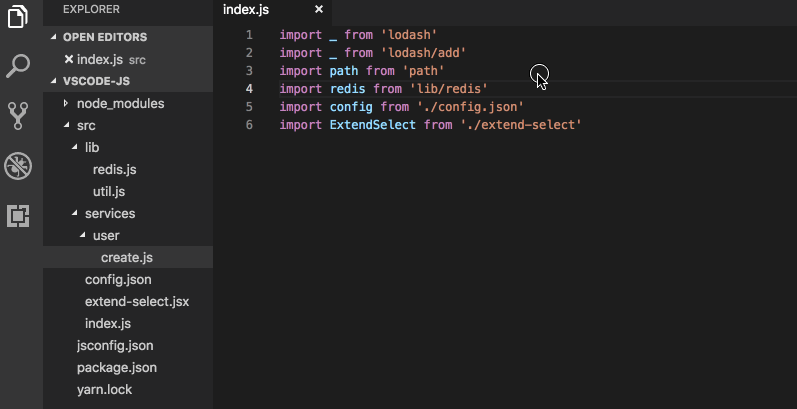 EXPLORER
OPEN EDITORS
index.js src
VSCODE-JS
node_modules
src
lib
redis.js
util.js
services
user
create.js
config.json
extend-select.jsx
index.js
jsconfig.json
package.json
yarn.lock
index.js
1 import _ from 'lodash'
2 import _ from 'lodash/add'
3 import path from 'path'
4 import redis from 'lib/redis'
5 import config from './config.json'
6 import ExtendSelect from './extend-select'